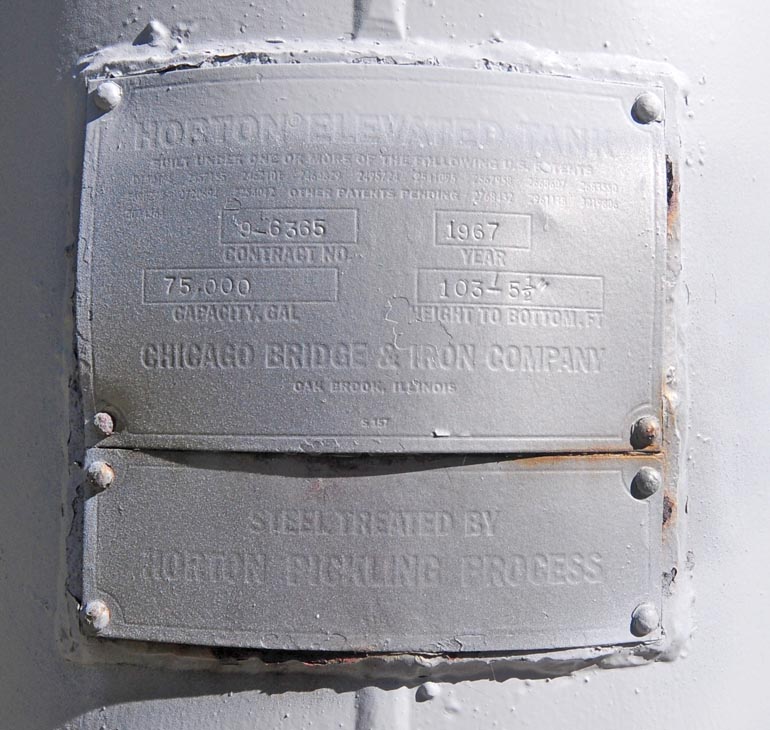 HORTON® ELEVATED TANK
BUILT UNDER ONE OR MORE OF THE FOLLOWING U.S. PATENTS
OTHER PATENTS PENDING
9-6365 1967
CONTRACT NO. YEAR
75,000 103-5½"
CAPACITY, GAL HEIGHT TO BOTTOM, FT
CHICAGO BRIDGE & IRON COMPANY
OAK BROOK, ILLINOIS
S 157
STEEL TREATED BY
HORTON PICKLING PROCESS